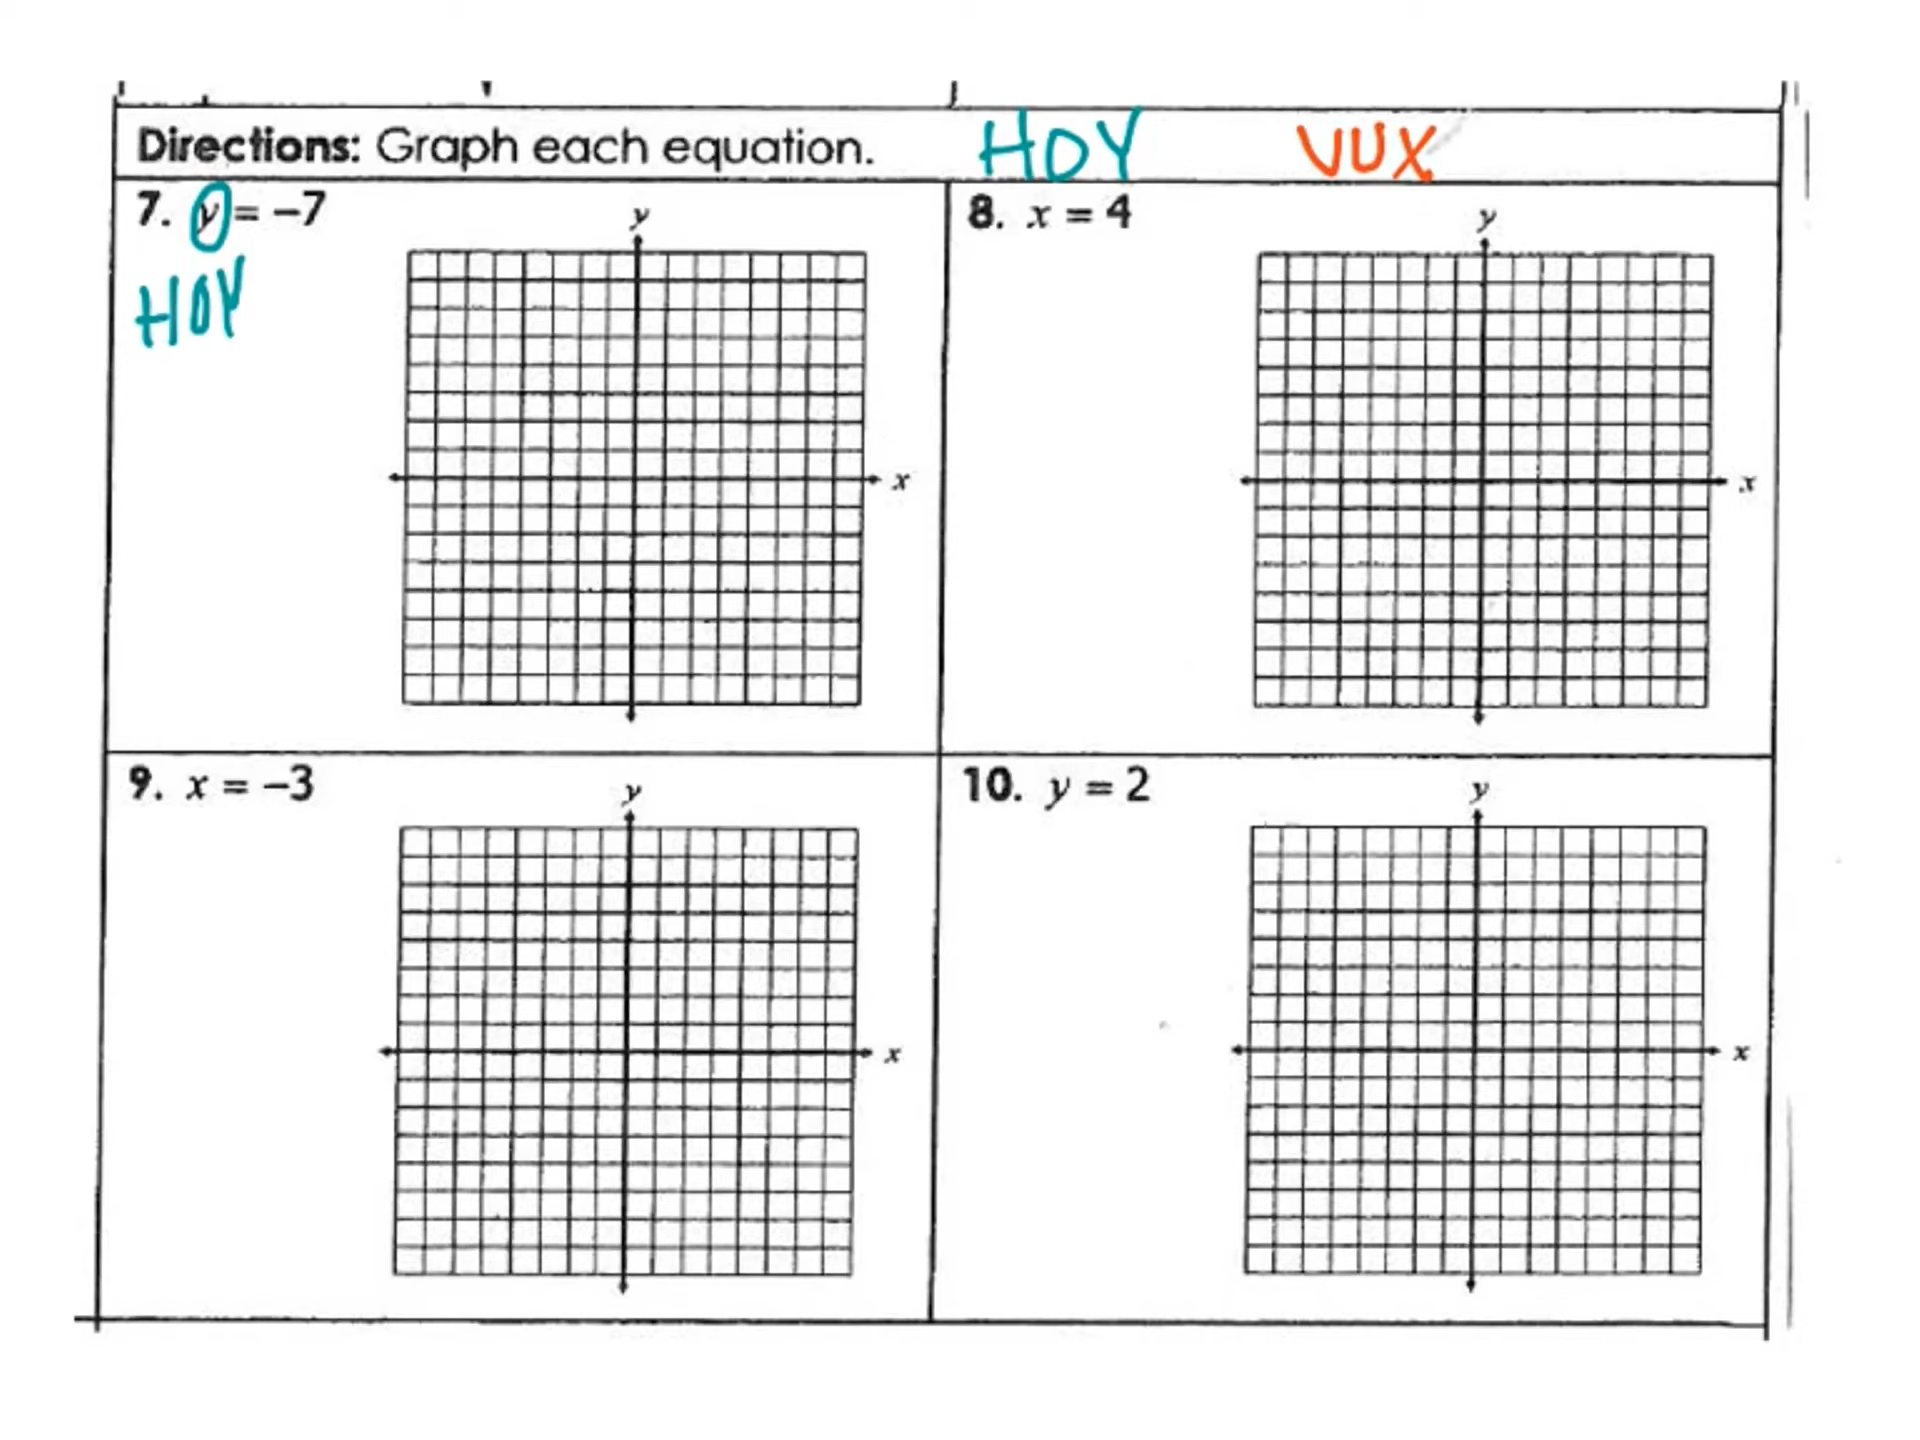 Directions: Graph each equation. HOY VUX
7. y = −7
HOY
y
x
8. x = 4
y
x
9. x = −3
y
x
10. y = 2
y
x